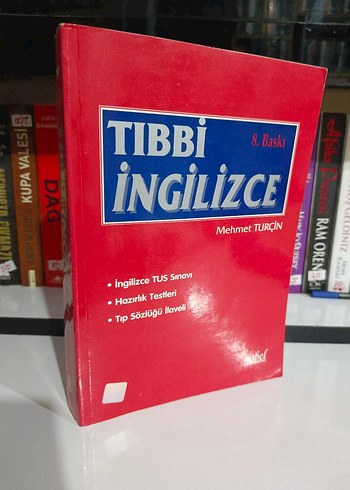 TIBBİ
8. Baskı
İNGİLİZCE
Mehmet TURÇİN
• İngilizce TUS Sınavı
• Hazırlık Testleri
• Tıp Sözlüğü İlaveli
nobel
KUPA VALESİ
DAĞ
RAM OREN